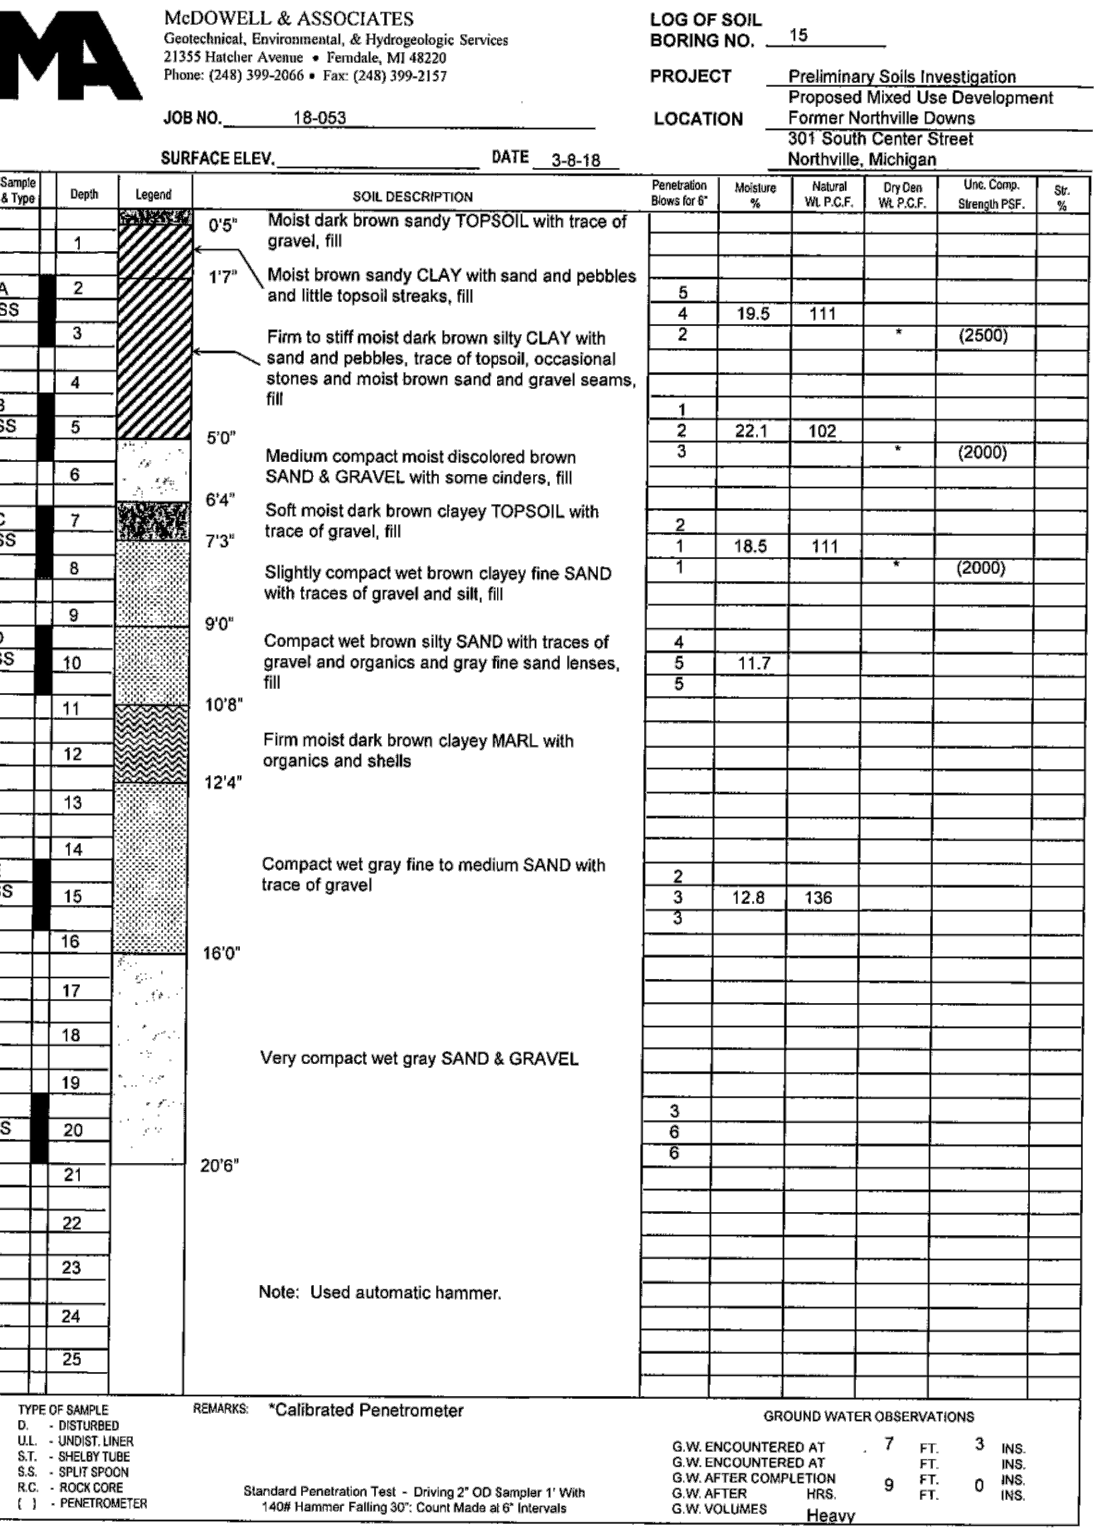 MA
McDOWELL & ASSOCIATES
Geotechnical, Environmental, & Hydrogeologic Services
21355 Hatcher Avenue • Ferndale, MI 48220
Phone: (248) 399-2066 • Fax: (248) 399-2157
JOB NO. 18-053
SURFACE ELEV. DATE 3-8-18
LOG OF SOIL
BORING NO. 15
PROJECT Preliminary Soils Investigation
Proposed Mixed Use Development
LOCATION Former Northville Downs
301 South Center Street
Northville, Michigan
Sample & Type Depth Legend SOIL DESCRIPTION Penetration Blows for 6" Moisture % Natural Wt. P.C.F. Dry Den Wt. P.C.F. Unc. Comp. Strength PSF. Str. %
0'5" Moist dark brown sandy TOPSOIL with trace of
gravel, fill
1
1'7" Moist brown sandy CLAY with sand and pebbles
and little topsoil streaks, fill
A 2 5
SS 4 19.5 111
3 2 * (2500)
Firm to stiff moist dark brown silty CLAY with
sand and pebbles, trace of topsoil, occasional
stones and moist brown sand and gravel seams,
fill
4
B 1
SS 5 2 22.1 102
5'0"
3 * (2000)
Medium compact moist discolored brown
SAND & GRAVEL with some cinders, fill
6
6'4"
Soft moist dark brown clayey TOPSOIL with
trace of gravel, fill
C 7 2
SS 7'3" 1 18.5 111
8 1 * (2000)
Slightly compact wet brown clayey fine SAND
with traces of gravel and silt, fill
9
9'0"
Compact wet brown silty SAND with traces of
gravel and organics and gray fine sand lenses,
fill
D 4
SS 10 5 11.7
5
10'8"
11
Firm moist dark brown clayey MARL with
organics and shells
12
12'4"
13
14
Compact wet gray fine to medium SAND with
trace of gravel
2
SS 15 3 12.8 136
3
16
16'0"
17
18
Very compact wet gray SAND & GRAVEL
19
3
S 20 6
6
20'6"
21
22
23
Note: Used automatic hammer.
24
25
TYPE OF SAMPLE
D. - DISTURBED
U.L. - UNDIST. LINER
S.T. - SHELBY TUBE
S.S. - SPLIT SPOON
R.C. - ROCK CORE
( ) - PENETROMETER
REMARKS: *Calibrated Penetrometer
Standard Penetration Test - Driving 2" OD Sampler 1' With
140# Hammer Falling 30": Count Made at 6" Intervals
GROUND WATER OBSERVATIONS
G.W. ENCOUNTERED AT 7 FT. 3 INS.
G.W. ENCOUNTERED AT FT. INS.
G.W. AFTER COMPLETION 9 FT. 0 INS.
G.W. AFTER HRS. FT. INS.
G.W. VOLUMES Heavy